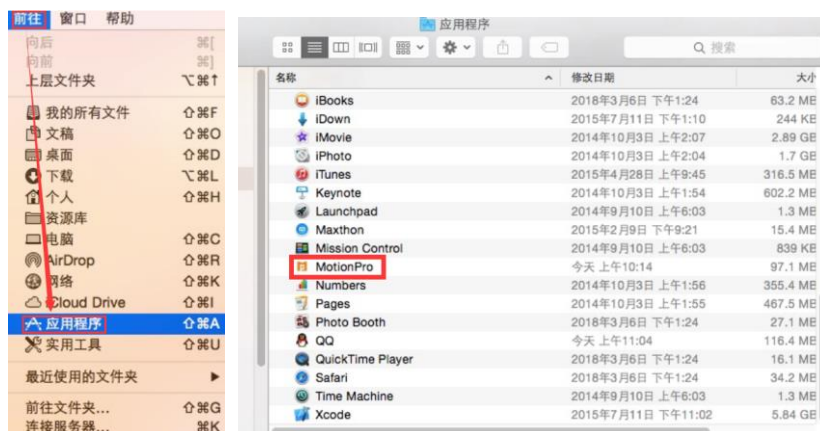 前往 窗口 帮助
向后 ⌘[
向前 ⌘]
上层文件夹 ⌥⌘↑
我的所有文件 ⇧⌘F
文稿 ⇧⌘O
桌面 ⇧⌘D
下载 ⌥⌘L
个人 ⇧⌘H
资源库
电脑 ⇧⌘C
AirDrop ⇧⌘R
网络 ⇧⌘K
iCloud Drive ⇧⌘I
应用程序 ⇧⌘A
实用工具 ⇧⌘U
最近使用的文件夹 ▶
前往文件夹... ⇧⌘G
连接服务器... ⌘K
应用程序
搜索
名称 修改日期 大小
iBooks 2018年3月6日 下午1:24 63.2 MB
iDown 2015年7月11日 下午1:10 244 KB
iMovie 2014年10月3日 上午2:07 2.89 GB
iPhoto 2014年10月3日 上午2:04 1.7 GB
iTunes 2015年4月28日 上午9:45 316.5 MB
Keynote 2014年10月3日 上午1:54 602.2 MB
Launchpad 2014年9月10日 上午6:03 1.3 MB
Maxthon 2015年2月9日 下午9:21 15.4 MB
Mission Control 2014年9月10日 上午6:03 839 KB
MotionPro 今天 上午10:14 97.1 MB
Numbers 2014年10月3日 上午1:56 355.4 MB
Pages 2014年10月3日 上午1:55 467.5 MB
Photo Booth 2018年3月6日 下午1:24 27.1 MB
QQ 今天 上午11:04 116.4 MB
QuickTime Player 2018年3月6日 下午1:24 16.1 MB
Safari 2018年3月6日 下午1:24 34.2 MB
Time Machine 2014年9月10日 上午6:03 1.3 MB
Xcode 2015年7月11日 下午11:02 5.84 GB